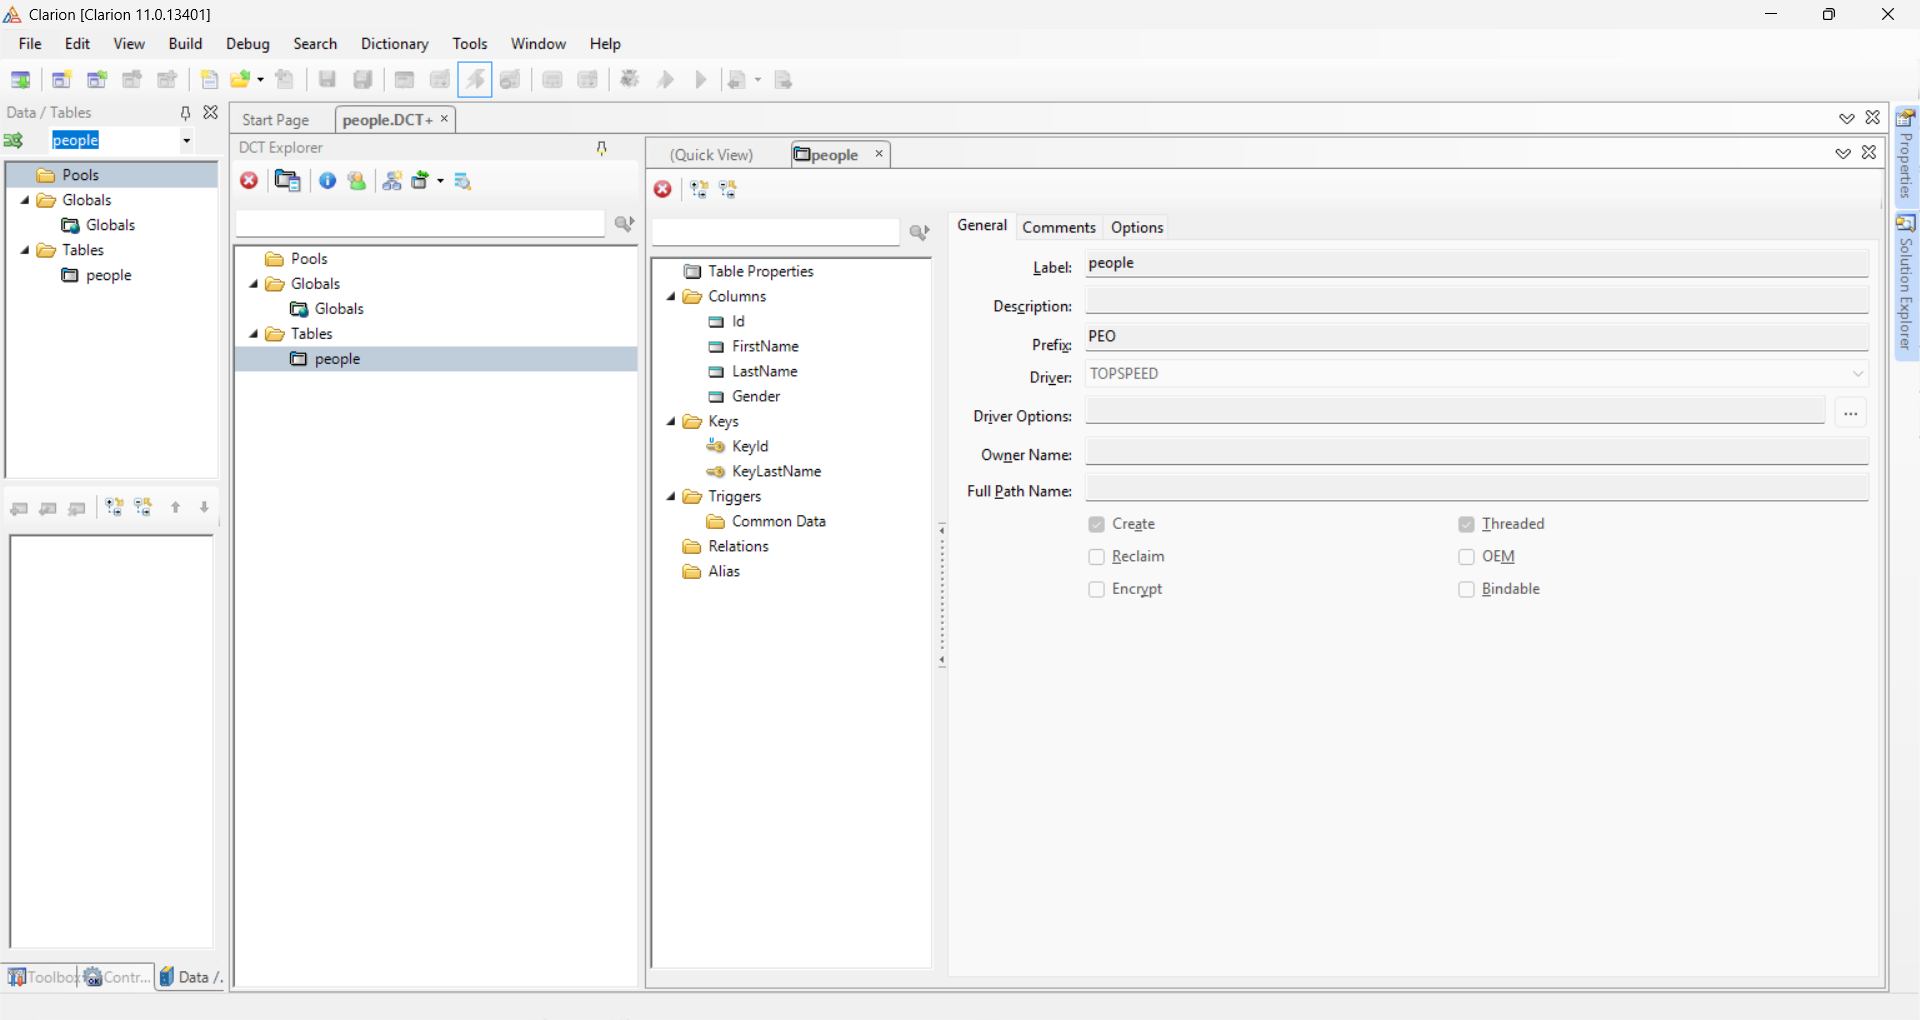 Clarion [Clarion 11.0.13401]
File Edit View Build Debug Search Dictionary Tools Window Help
Data / Tables
people
Pools
Globals
Globals
Tables
people
Toolbox
Contr...
Data /.
Start Page
people.DCT+
DCT Explorer
Pools
Globals
Globals
Tables
people
(Quick View)
people
Table Properties
Columns
Id
FirstName
LastName
Gender
Keys
KeyId
KeyLastName
Triggers
Common Data
Relations
Alias
General Comments Options
Label: people
Description:
Prefix: PEO
Driver: TOPSPEED
Driver Options: ...
Owner Name:
Full Path Name:
Create Threaded
Reclaim OEM
Encrypt Bindable
Properties
Solution Explorer